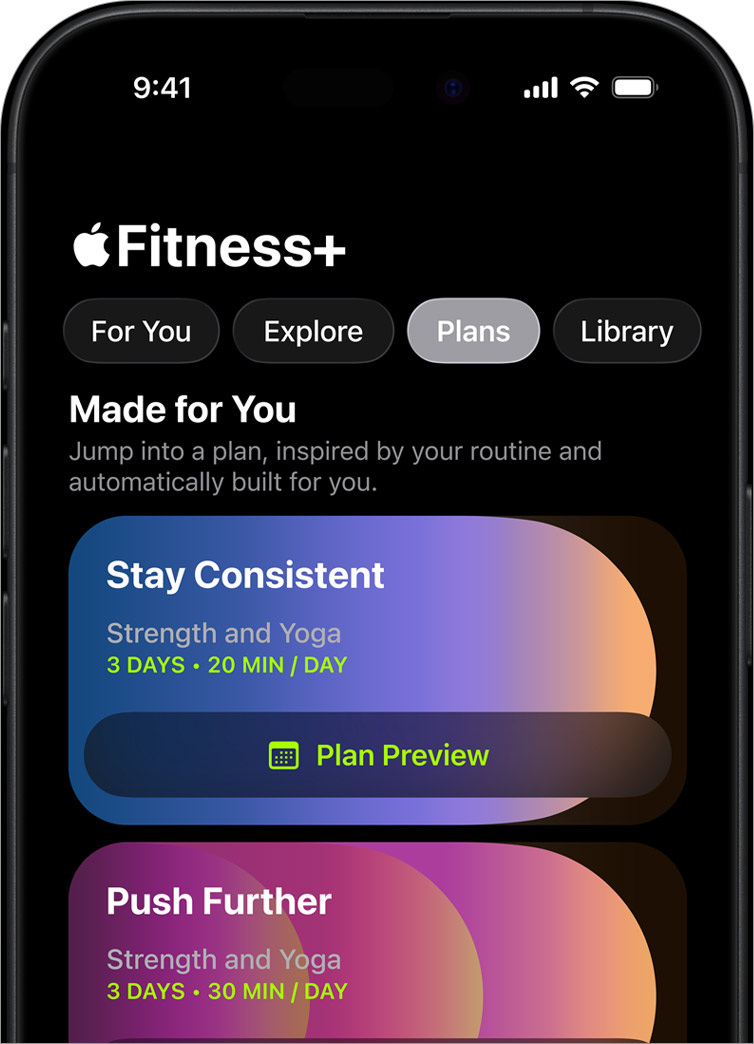 9:41
Fitness+
For You
Explore
Plans
Library
Made for You
Jump into a plan, inspired by your routine and
automatically built for you.
Stay Consistent
Strength and Yoga
3 DAYS • 20 MIN / DAY
Plan Preview
Push Further
Strength and Yoga
3 DAYS • 30 MIN / DAY